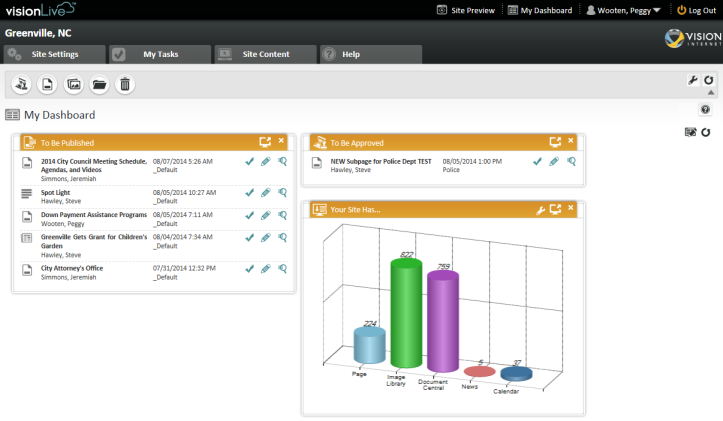 visionLive™
Site Preview My Dashboard Wooten, Peggy Log Out
Greenville, NC
VISION
INTERNET
Site Settings My Tasks Site Content Help
My Dashboard
To Be Published
2014 City Council Meeting Schedule, 08/07/2014 5:26 AM
Agendas, and Videos _Default
Simmons, Jeremiah
Spot Light 08/05/2014 10:27 AM
Hawley, Steve _Default
Down Payment Assistance Programs 08/05/2014 7:11 AM
Wooten, Peggy _Default
Greenville Gets Grant for Children's 08/04/2014 7:34 AM
Garden _Default
Hawley, Steve
City Attorney's Office 07/31/2014 12:32 PM
Simmons, Jeremiah _Default
To Be Approved
NEW Subpage for Police Dept TEST 08/05/2014 1:00 PM
Hawley, Steve Police
Your Site Has...
822
759
224
5
37
Page
Image
Library
Document
Central
News
Calendar